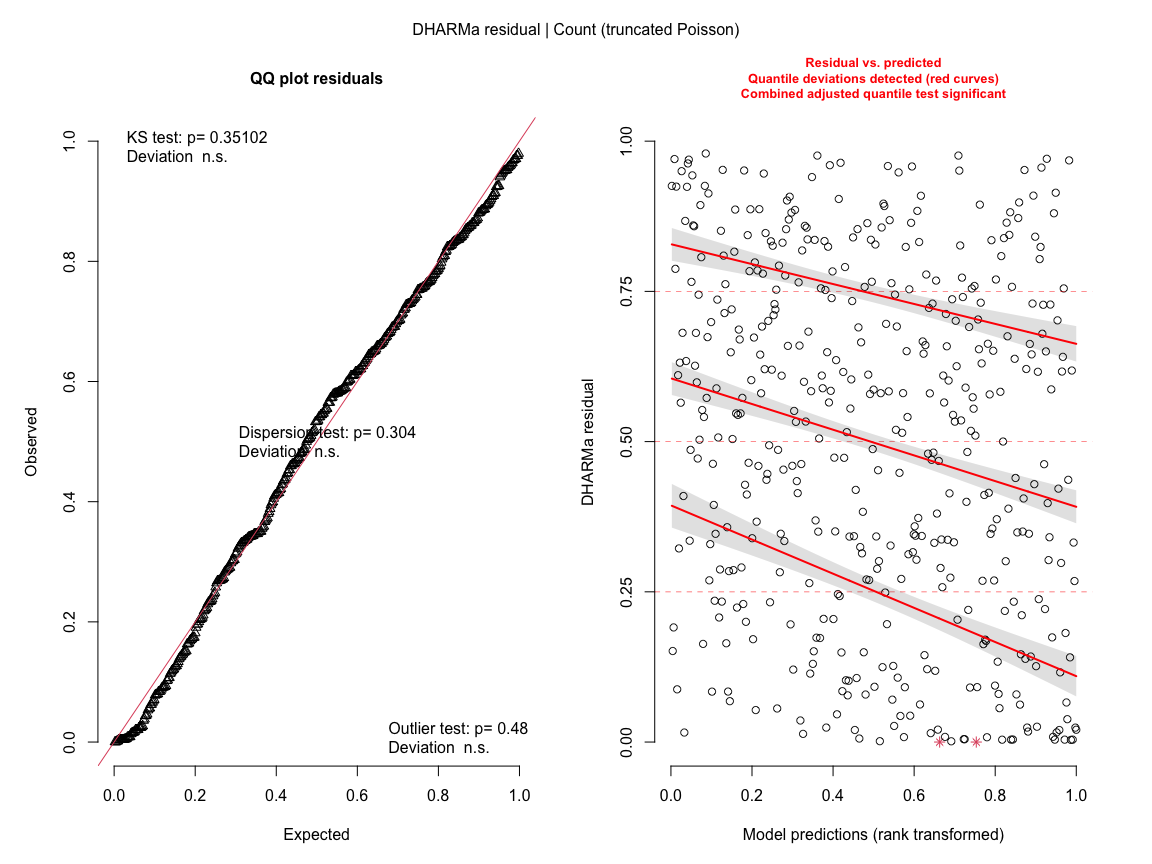 DHARMa residual | Count (truncated Poisson)
QQ plot residuals
KS test: p= 0.35102
Deviation n.s.
Dispersion test: p= 0.304
Deviation n.s.
Outlier test: p= 0.48
Deviation n.s.
Observed
0.0 0.2 0.4 0.6 0.8 1.0
0.0 0.2 0.4 0.6 0.8 1.0
Expected
Residual vs. predicted
Quantile deviations detected (red curves)
Combined adjusted quantile test significant
DHARMa residual
0.00 0.25 0.50 0.75 1.00
0.0 0.2 0.4 0.6 0.8 1.0
Model predictions (rank transformed)